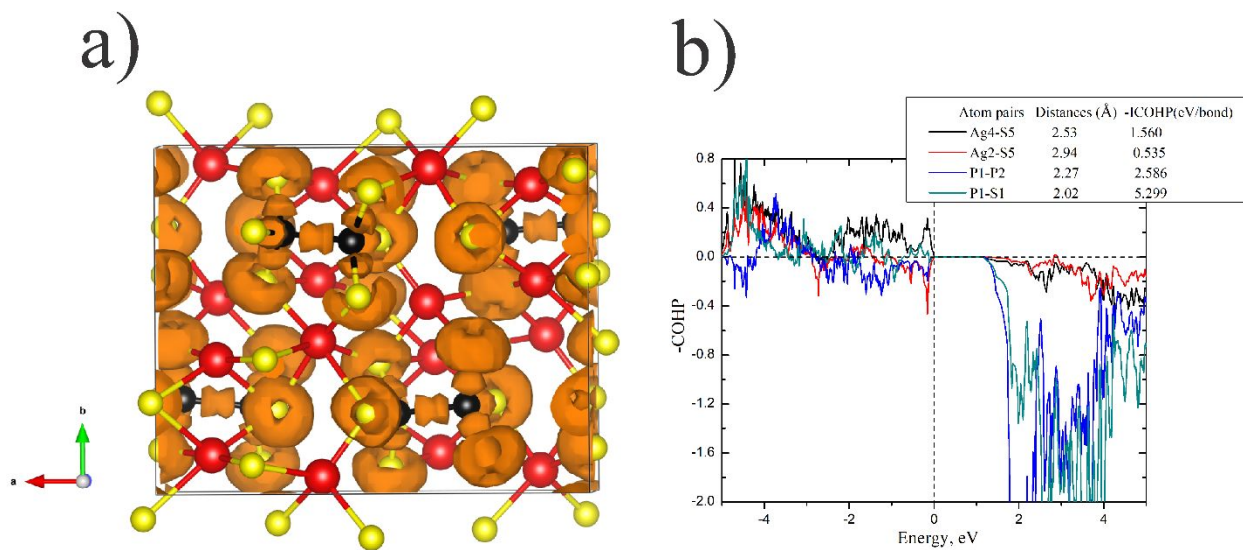 a)
b
a
b)
Atom pairs Distances (Å) -ICOHP(eV/bond)
Ag4-S5 2.53 1.560
Ag2-S5 2.94 0.535
P1-P2 2.27 2.586
P1-S1 2.02 5.299
0.8
0.4
0.0
-0.4
-0.8
-1.2
-1.6
-2.0
-COHP
-4 -2 0 2 4
Energy, eV